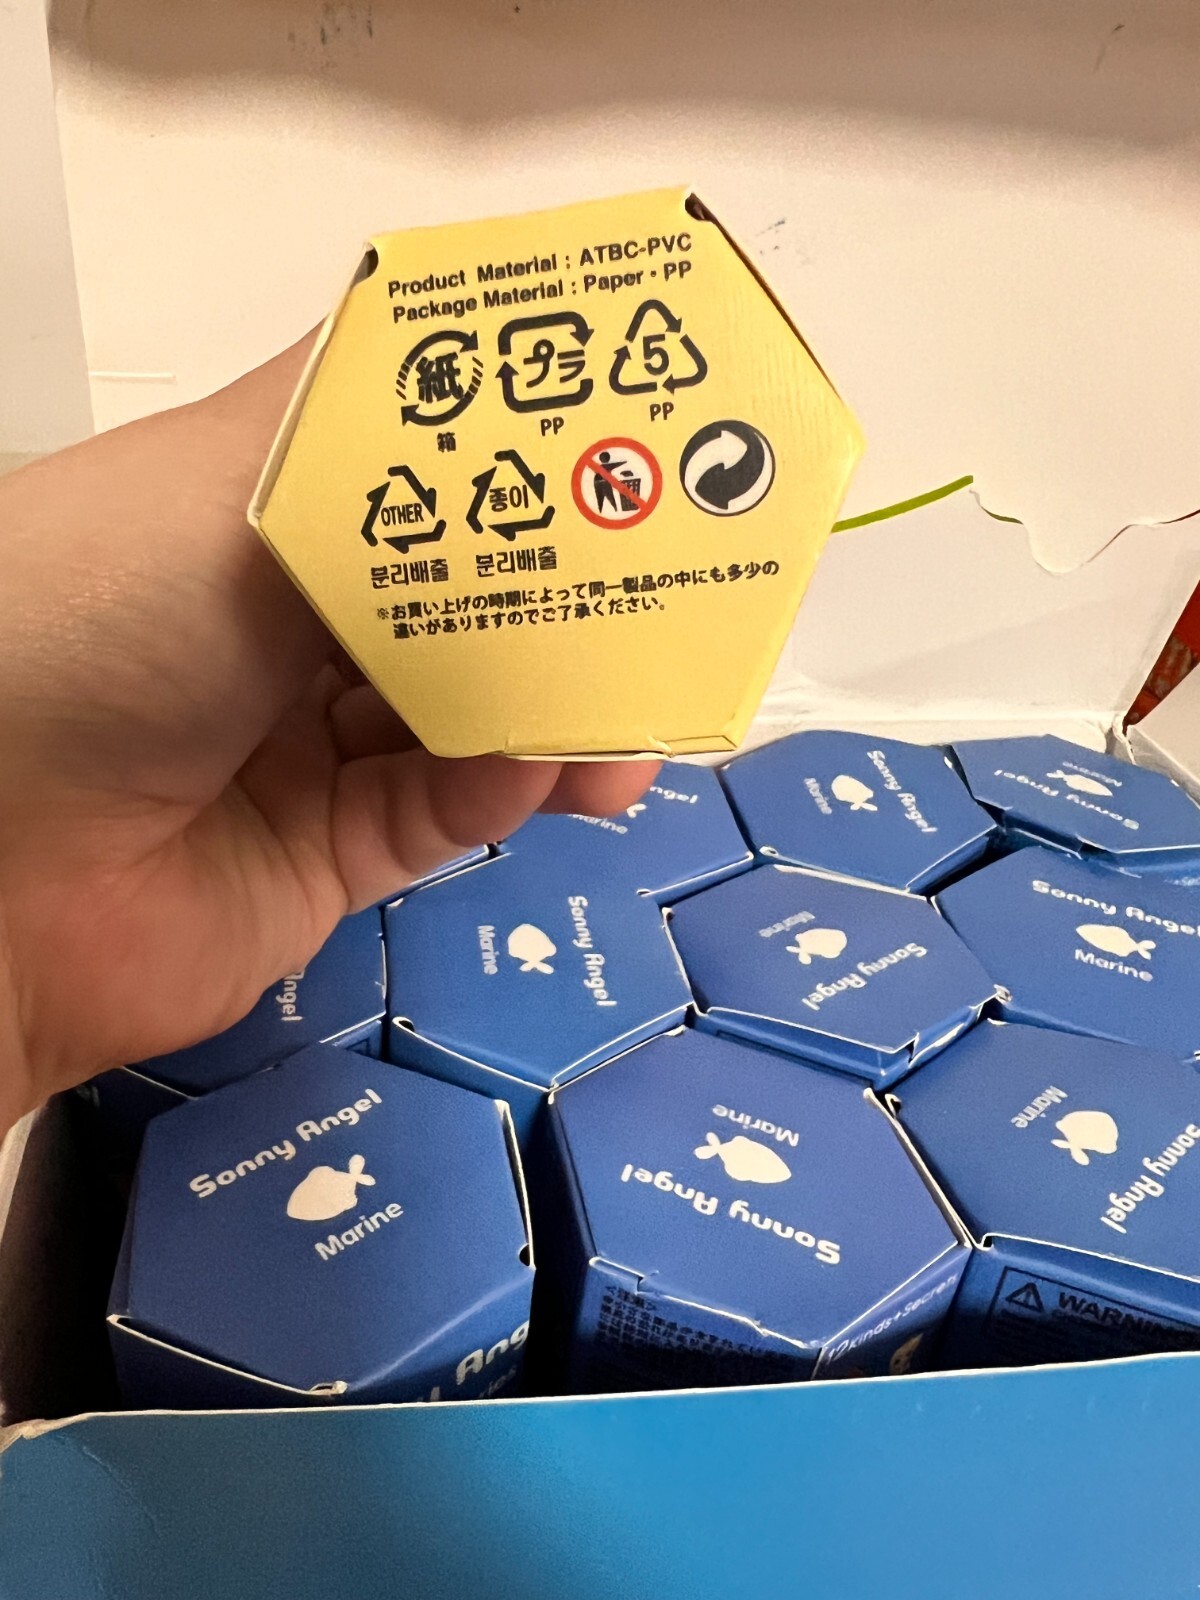 Product Material : ATBC-PVC
Package Material : Paper・PP
紙
プラ
5
箱
PP
PP
OTHER
종이
분리배출
분리배출
※お買い上げの時期によって同一製品の中にも多少の
違いがありますのでご了承ください。
Sonny Angel
Marine
Sonny Angel
Marine
Sonny Angel
Marine
Sonny Angel
Marine
Sonny Angel
Marine
Angel
Sonny Angel
Marine
Sonny Angel
Marine
Sonny Angel
Marine
12kinds+Secret
WARNING